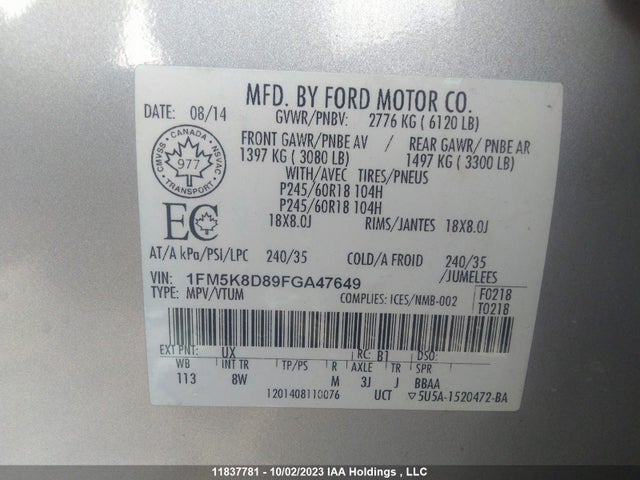 MFD. BY FORD MOTOR CO.
DATE: 08/14 GVWR/PNBV: 2776 KG ( 6120 LB)
FRONT GAWR/PNBE AV / REAR GAWR/ PNBE AR
1397 KG ( 3080 LB) 1497 KG ( 3300 LB)
WITH/AVEC TIRES/PNEUS
P245/60R18 104H
P245/60R18 104H
18X8.0J RIMS/JANTES 18X8.0J
CMVSS · CANADA · NSVAC
977
TRANSPORT
EC
AT/A kPa/PSI/LPC 240/35 COLD/A FROID 240/35
/JUMELEES
VIN: 1FM5K8D89FGA47649
TYPE: MPV/VTUM COMPLIES: ICES/NMB-002
F0218
T0218
EXT PNT: UX RC: B1 DSO:
WB INT TR TP/PS R AXLE TR SPR
113 8W M 3J J BBAA
1201408110076 UCT ▽5U5A-1520472-BA
11837781 - 10/02/2023 IAA Holdings , LLC